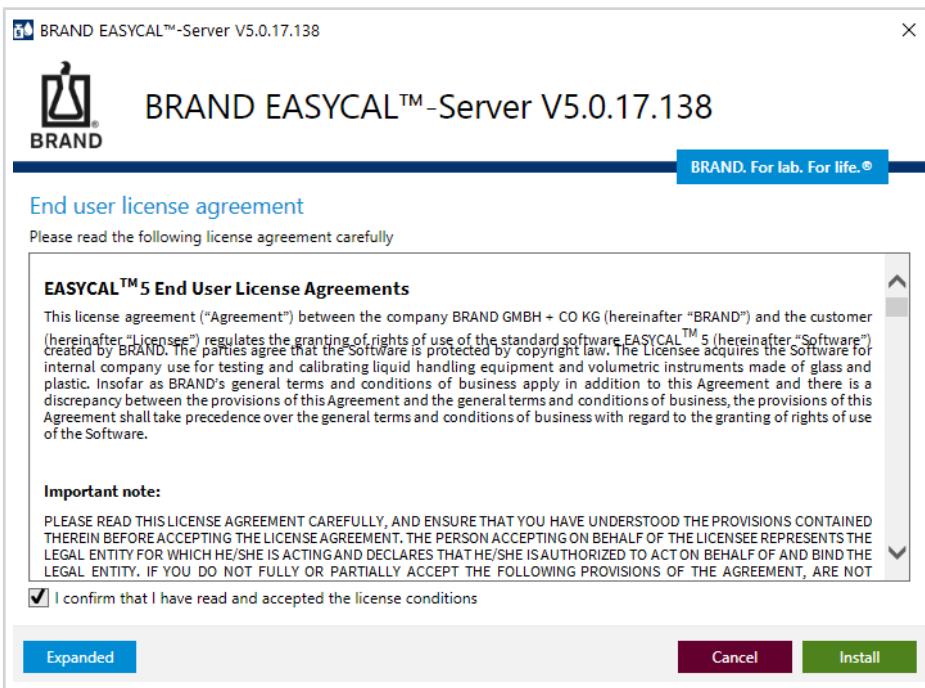 BRAND EASYCAL™-Server V5.0.17.138
BRAND®
BRAND EASYCAL™-Server V5.0.17.138
BRAND. For lab. For life.®
End user license agreement
Please read the following license agreement carefully
EASYCAL™ 5 End User License Agreements
This license agreement (“Agreement”) between the company BRAND GMBH + CO KG (hereinafter “BRAND”) and the customer
(hereinafter “Licensee”) regulates the granting of rights of use of the standard software EASYCAL™ 5 (hereinafter “Software”)
created by BRAND. The parties agree that the Software is protected by copyright law. The Licensee acquires the Software for
internal company use for testing and calibrating liquid handling equipment and volumetric instruments made of glass and
plastic. Insofar as BRAND’s general terms and conditions of business apply in addition to this Agreement and there is a
discrepancy between the provisions of this Agreement and the general terms and conditions of business, the provisions of this
Agreement shall take precedence over the general terms and conditions of business with regard to the granting of rights of use
of the Software.
Important note:
PLEASE READ THIS LICENSE AGREEMENT CAREFULLY, AND ENSURE THAT YOU HAVE UNDERSTOOD THE PROVISIONS CONTAINED
THEREIN BEFORE ACCEPTING THE LICENSE AGREEMENT. THE PERSON ACCEPTING ON BEHALF OF THE LICENSEE REPRESENTS THE
LEGAL ENTITY FOR WHICH HE/SHE IS ACTING AND DECLARES THAT HE/SHE IS AUTHORIZED TO ACT ON BEHALF OF AND BIND THE
LEGAL ENTITY. IF YOU DO NOT FULLY OR PARTIALLY ACCEPT THE FOLLOWING PROVISIONS OF THE AGREEMENT, ARE NOT
I confirm that I have read and accepted the license conditions
Expanded
Cancel
Install